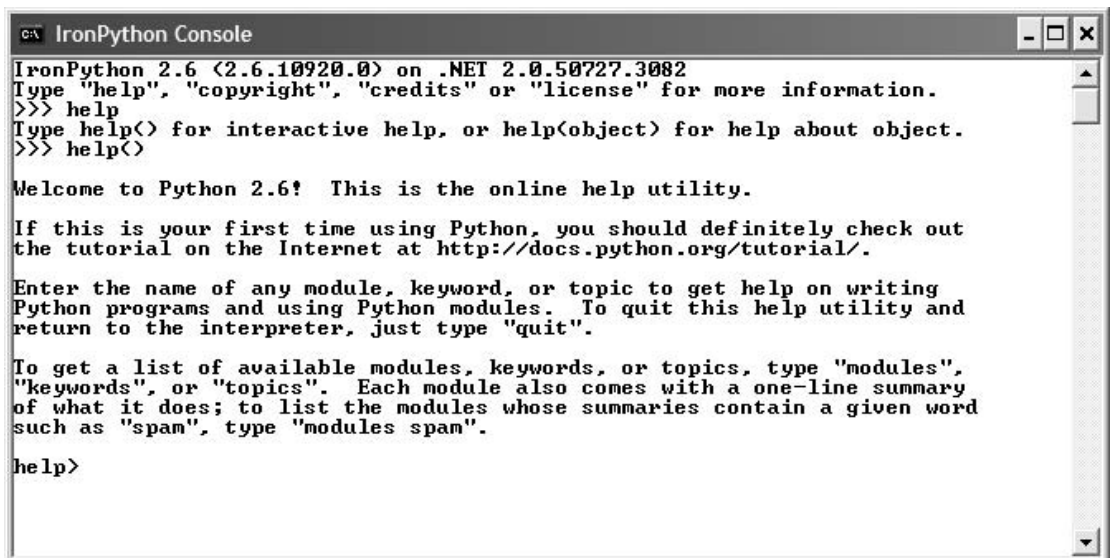 IronPython Console
IronPython 2.6 (2.6.10920.0) on .NET 2.0.50727.3082
Type "help", "copyright", "credits" or "license" for more information.
>>> help
Type help() for interactive help, or help(object) for help about object.
>>> help()
Welcome to Python 2.6!  This is the online help utility.
If this is your first time using Python, you should definitely check out
the tutorial on the Internet at http://docs.python.org/tutorial/.
Enter the name of any module, keyword, or topic to get help on writing
Python programs and using Python modules.  To quit this help utility and
return to the interpreter, just type "quit".
To get a list of available modules, keywords, or topics, type "modules",
"keywords", or "topics".  Each module also comes with a one-line summary
of what it does; to list the modules whose summaries contain a given word
such as "spam", type "modules spam".
help>